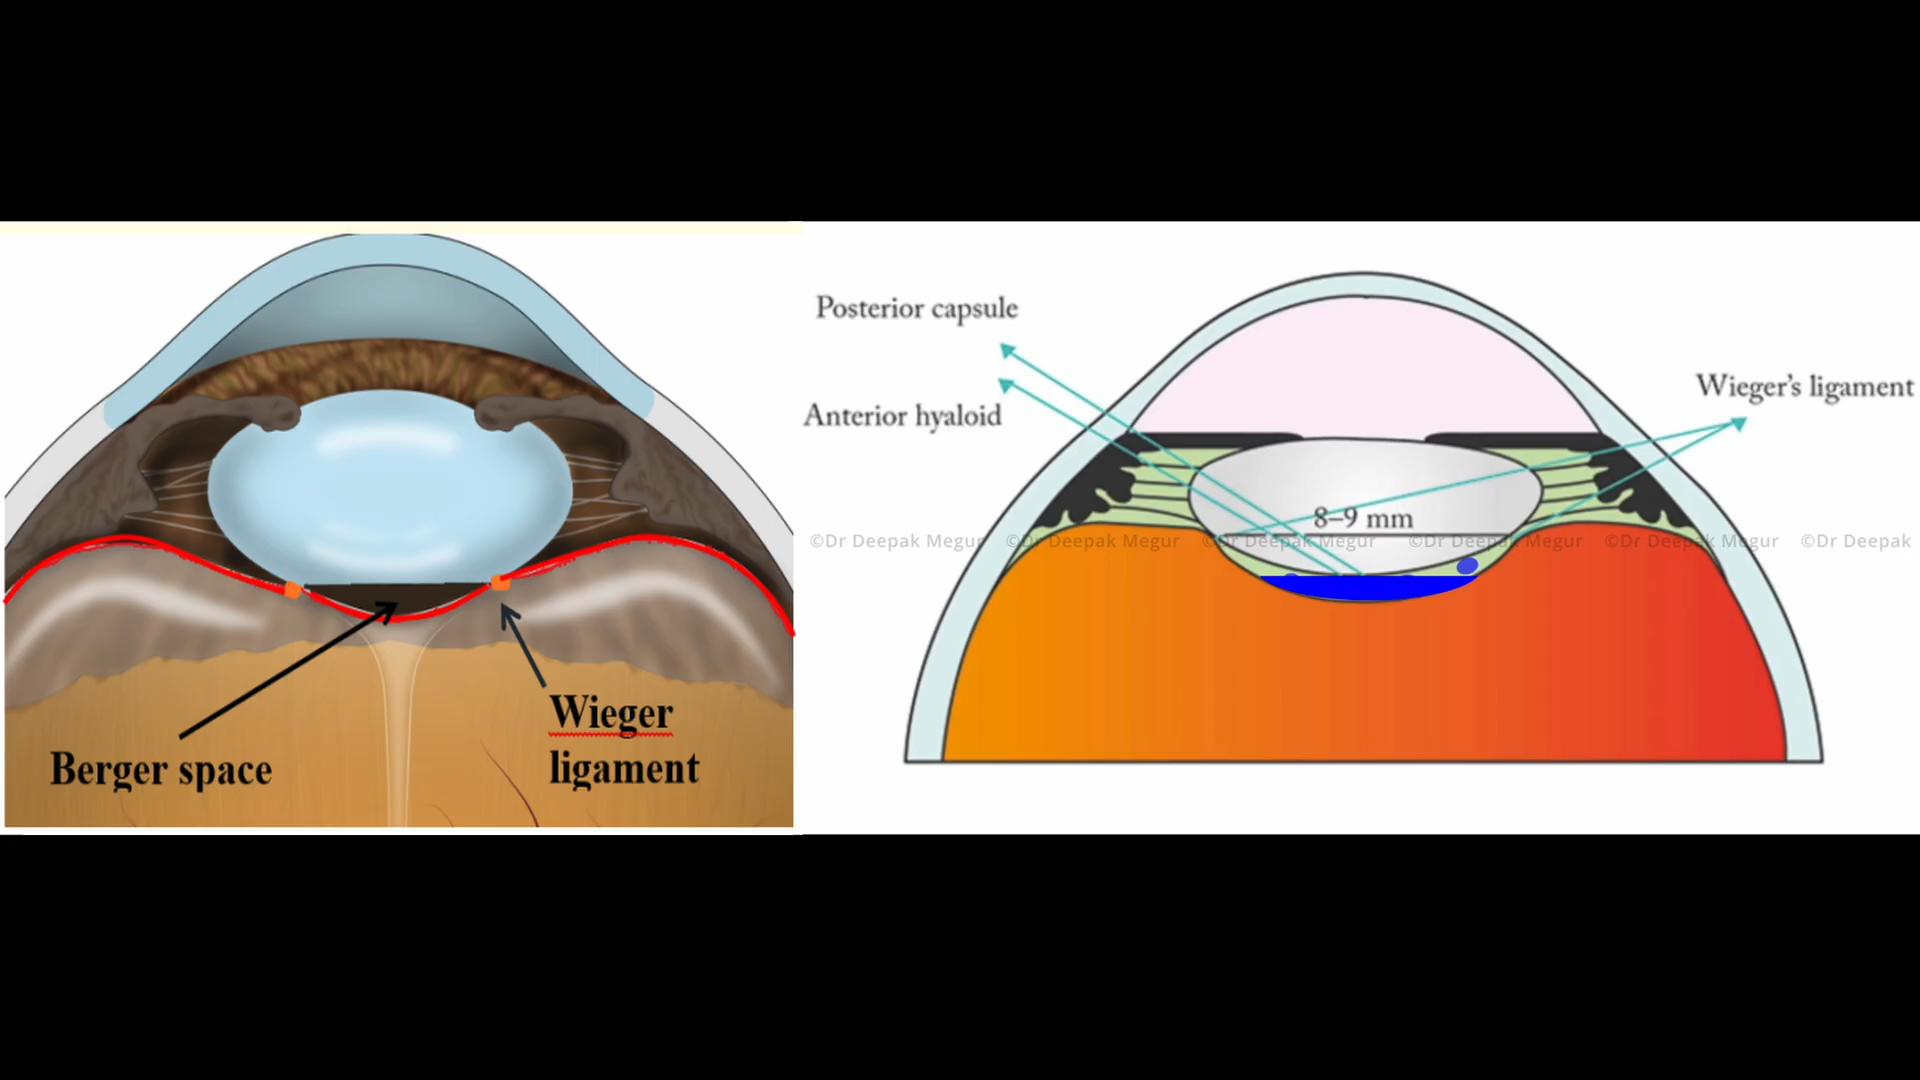 Posterior capsule
Anterior hyaloid
Wieger's ligament
8–9 mm
©Dr Deepak Megur ©Dr Deepak Megur ©Dr Deepak Megur ©Dr Deepak Megur ©Dr Deepak Megur ©Dr Deepak
Berger space
Wieger
ligament